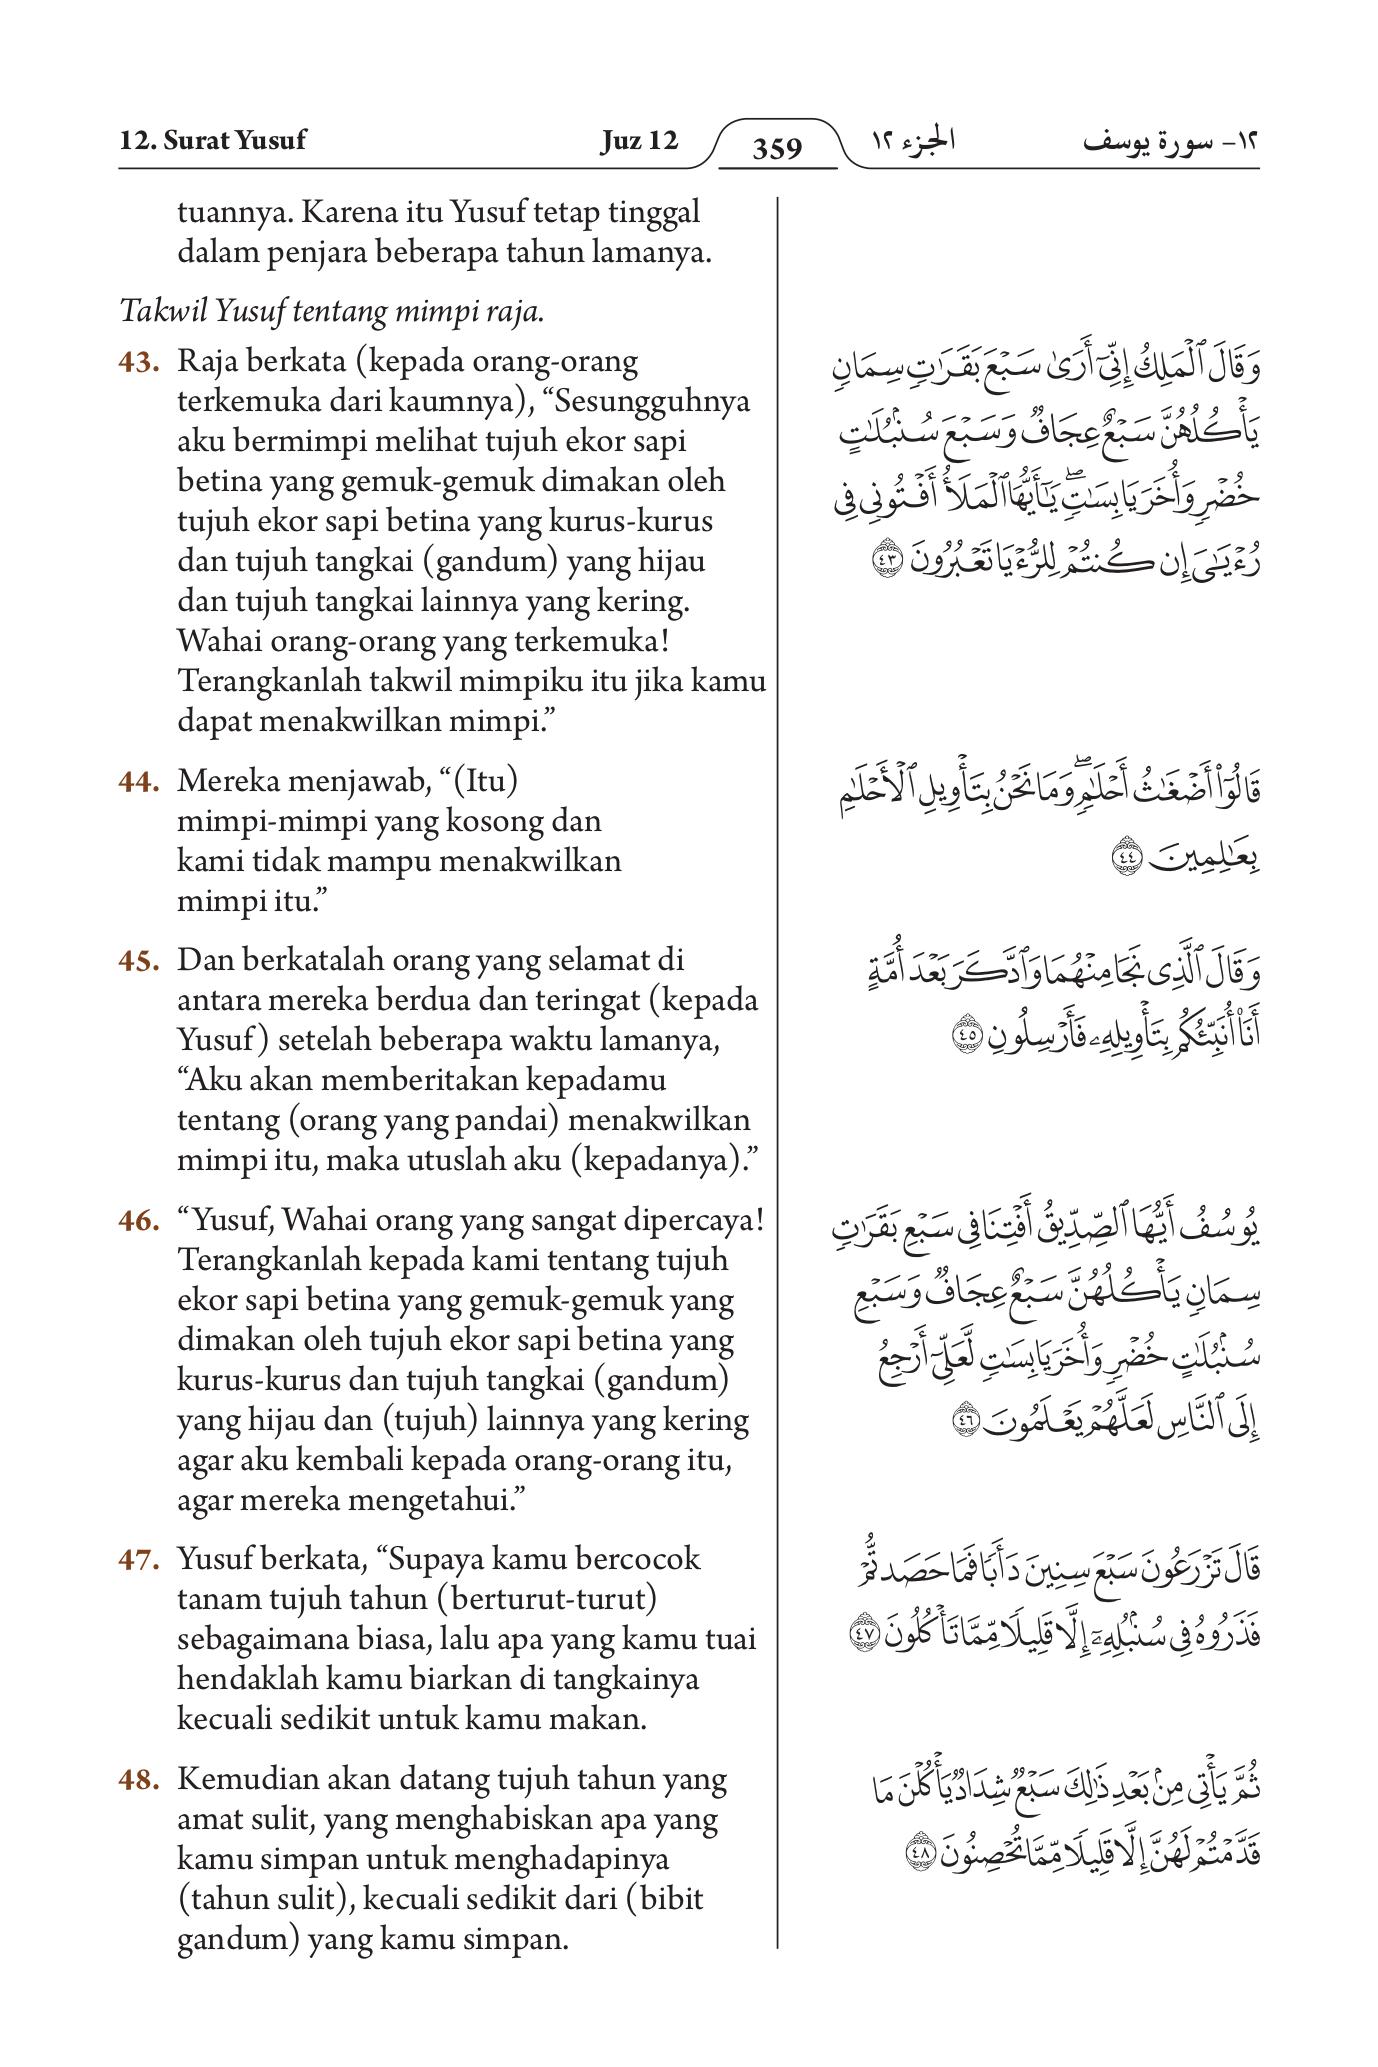 12. Surat Yusuf Juz 12 359 الجزء ١٢ ١٢- سورة يوسف
tuannya. Karena itu Yusuf tetap tinggal
dalam penjara beberapa tahun lamanya.
Takwil Yusuf tentang mimpi raja.
43. Raja berkata (kepada orang-orang
terkemuka dari kaumnya), “Sesungguhnya
aku bermimpi melihat tujuh ekor sapi
betina yang gemuk-gemuk dimakan oleh
tujuh ekor sapi betina yang kurus-kurus
dan tujuh tangkai (gandum) yang hijau
dan tujuh tangkai lainnya yang kering.
Wahai orang-orang yang terkemuka!
Terangkanlah takwil mimpiku itu jika kamu
dapat menakwilkan mimpi.”
44. Mereka menjawab, “(Itu)
mimpi-mimpi yang kosong dan
kami tidak mampu menakwilkan
mimpi itu.”
45. Dan berkatalah orang yang selamat di
antara mereka berdua dan teringat (kepada
Yusuf) setelah beberapa waktu lamanya,
“Aku akan memberitakan kepadamu
tentang (orang yang pandai) menakwilkan
mimpi itu, maka utuslah aku (kepadanya).”
46. “Yusuf, Wahai orang yang sangat dipercaya!
Terangkanlah kepada kami tentang tujuh
ekor sapi betina yang gemuk-gemuk yang
dimakan oleh tujuh ekor sapi betina yang
kurus-kurus dan tujuh tangkai (gandum)
yang hijau dan (tujuh) lainnya yang kering
agar aku kembali kepada orang-orang itu,
agar mereka mengetahui.”
47. Yusuf berkata, “Supaya kamu bercocok
tanam tujuh tahun (berturut-turut)
sebagaimana biasa, lalu apa yang kamu tuai
hendaklah kamu biarkan di tangkainya
kecuali sedikit untuk kamu makan.
48. Kemudian akan datang tujuh tahun yang
amat sulit, yang menghabiskan apa yang
kamu simpan untuk menghadapinya
(tahun sulit), kecuali sedikit dari (bibit
gandum) yang kamu simpan.
وَقَالَ ٱلْمَلِكُ إِنِّىٓ أَرَىٰ سَبْعَ بَقَرَٰتٍ سِمَانٍ
يَأْكُلُهُنَّ سَبْعٌ عِجَافٌ وَسَبْعَ سُنۢبُلَٰتٍ
خُضْرٍ وَأُخَرَ يَابِسَٰتٍ ۖ يَٰٓأَيُّهَا ٱلْمَلَأُ أَفْتُونِى فِى
رُءْيَٰىَ إِن كُنتُمْ لِلرُّءْيَا تَعْبُرُونَ ٤٣
قَالُوٓا۟ أَضْغَٰثُ أَحْلَٰمٍ ۖ وَمَا نَحْنُ بِتَأْوِيلِ ٱلْأَحْلَٰمِ
بِعَٰلِمِينَ ٤٤
وَقَالَ ٱلَّذِى نَجَا مِنْهُمَا وَٱدَّكَرَ بَعْدَ أُمَّةٍ
أَنَا۠ أُنَبِّئُكُم بِتَأْوِيلِهِۦ فَأَرْسِلُونِ ٤٥
يُوسُفُ أَيُّهَا ٱلصِّدِّيقُ أَفْتِنَا فِى سَبْعِ بَقَرَٰتٍ
سِمَانٍ يَأْكُلُهُنَّ سَبْعٌ عِجَافٌ وَسَبْعِ
سُنۢبُلَٰتٍ خُضْرٍ وَأُخَرَ يَابِسَٰتٍ لَّعَلِّىٓ أَرْجِعُ
إِلَى ٱلنَّاسِ لَعَلَّهُمْ يَعْلَمُونَ ٤٦
قَالَ تَزْرَعُونَ سَبْعَ سِنِينَ دَأَبًا فَمَا حَصَدتُّمْ
فَذَرُوهُ فِى سُنۢبُلِهِۦٓ إِلَّا قَلِيلًا مِّمَّا تَأْكُلُونَ ٤٧
ثُمَّ يَأْتِى مِنۢ بَعْدِ ذَٰلِكَ سَبْعٌ شِدَادٌ يَأْكُلْنَ مَا
قَدَّمْتُمْ لَهُنَّ إِلَّا قَلِيلًا مِّمَّا تُحْصِنُونَ ٤٨